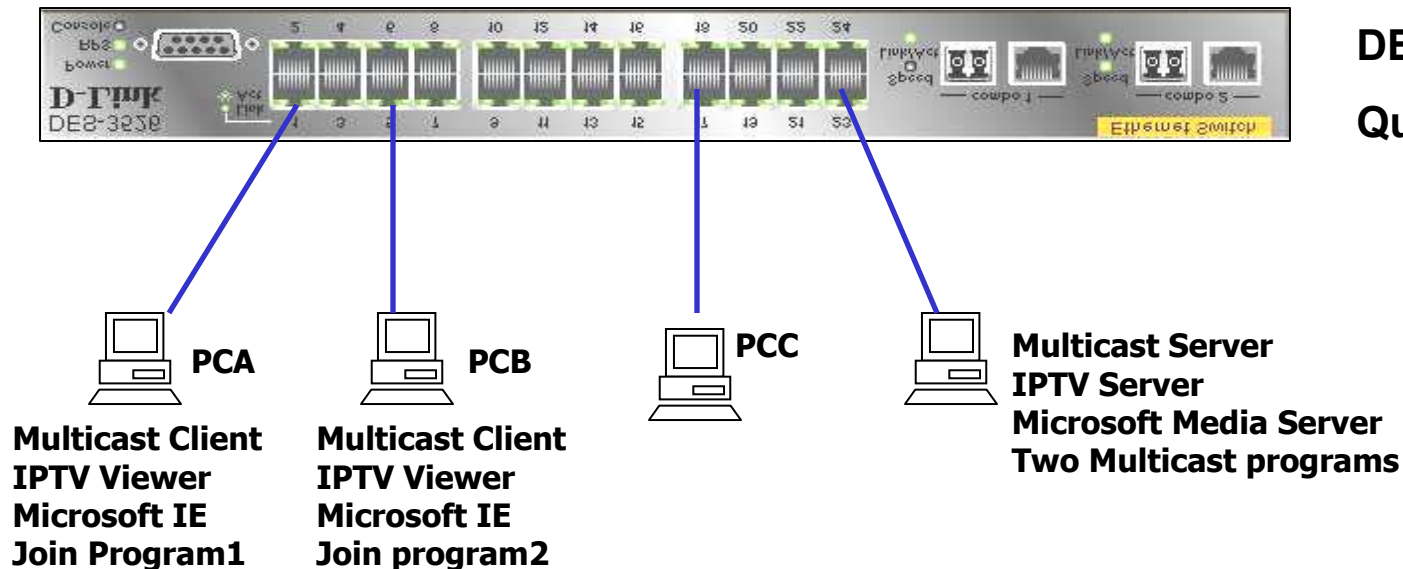 Console
RPS
Power
D-Link
DES-3526
Act
Link
2 4 6 8 10 12 14 16 18 20 22 24
1 3 5 7 9 11 13 15 17 19 21 23
Link/Act
Speed
combo 1
Link/Act
Speed
combo 2
Ethernet Switch
DE
Qu
PCA
Multicast Client
IPTV Viewer
Microsoft IE
Join Program1
PCB
Multicast Client
IPTV Viewer
Microsoft IE
Join program2
PCC
Multicast Server
IPTV Server
Microsoft Media Server
Two Multicast programs